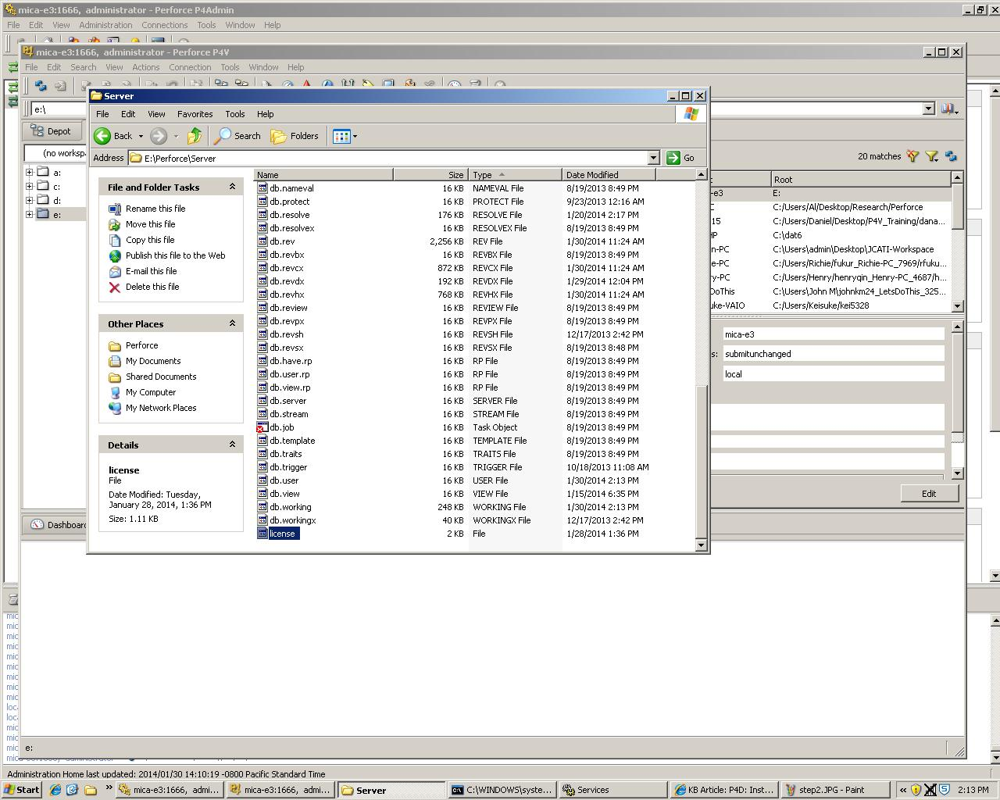 mica-e3:1666, administrator - Perforce P4Admin
File Edit View Administration Connections Tools Window Help
mica-e3:1666, administrator - Perforce P4V
File Edit Search View Actions Connection Tools Window Help
Server
e:\
File Edit View Favorites Tools Help
Back Search Folders
Depot
Address E:\Perforce\Server Go
(no worksp
20 matches
a:
c:
d:
e:
Root
-e3 E:
C:/Users/Al/Desktop/Research/Perforce
15 C:/Users/Daniel/Desktop/P4V_Training/dana...
HP C:\dat6
n-PC C:\Users\admin\Desktop\JCATI-Workspace
e-PC C:/Users/Richie/fukur_Richie-PC_7969/rfuku...
y-PC C:/Users/Henry/henryqin_Henry-PC_4687/h...
DoThis C:\Users\John M\johnkm24_LetsDoThis_325...
uke-VAIO C:/Users/Keisuke/kei5328
mica-e3
s: submitunchanged
local
Edit
File and Folder Tasks
Rename this file
Move this file
Copy this file
Publish this file to the Web
E-mail this file
Delete this file
Other Places
Perforce
My Documents
Shared Documents
My Computer
My Network Places
Details
license
File
Date Modified: Tuesday,
January 28, 2014, 1:36 PM
Size: 1.11 KB
Name Size Type Date Modified
db.nameval 16 KB NAMEVAL File 8/19/2013 8:49 PM
db.protect 16 KB PROTECT File 9/23/2013 12:16 AM
db.resolve 176 KB RESOLVE File 1/20/2014 2:17 PM
db.resolvex 16 KB RESOLVEX File 8/19/2013 8:49 PM
db.rev 2,256 KB REV File 1/30/2014 11:24 AM
db.revbx 16 KB REVBX File 8/19/2013 8:49 PM
db.revcx 872 KB REVCX File 1/30/2014 11:24 AM
db.revdx 192 KB REVDX File 1/29/2014 12:04 PM
db.revhx 768 KB REVHX File 1/30/2014 11:24 AM
db.review 16 KB REVIEW File 8/19/2013 8:49 PM
db.revpx 16 KB REVPX File 8/19/2013 8:49 PM
db.revsh 16 KB REVSH File 12/17/2013 2:42 PM
db.revsx 16 KB REVSX File 8/19/2013 8:48 PM
db.have.rp 16 KB RP File 8/19/2013 8:49 PM
db.user.rp 16 KB RP File 8/19/2013 8:49 PM
db.view.rp 16 KB RP File 8/19/2013 8:49 PM
db.server 16 KB SERVER File 8/19/2013 8:49 PM
db.stream 16 KB STREAM File 8/19/2013 8:49 PM
db.job 16 KB Task Object 8/19/2013 8:49 PM
db.template 16 KB TEMPLATE File 8/19/2013 8:49 PM
db.traits 16 KB TRAITS File 8/19/2013 8:49 PM
db.trigger 16 KB TRIGGER File 10/18/2013 11:08 AM
db.user 16 KB USER File 1/30/2014 2:13 PM
db.view 16 KB VIEW File 1/15/2014 6:35 PM
db.working 248 KB WORKING File 1/30/2014 2:13 PM
db.workingx 40 KB WORKINGX File 12/17/2013 2:42 PM
license 2 KB File 1/28/2014 1:36 PM
Dashboar
e:
Administration Home last updated: 2014/01/30 14:10:19 -0800 Pacific Standard Time
Start mica-e3:1666, admi... mica-e3:1666, admi... Server C:\WINDOWS\syste... Services KB Article: P4D: Inst... step2.JPG - Paint 2:13 PM